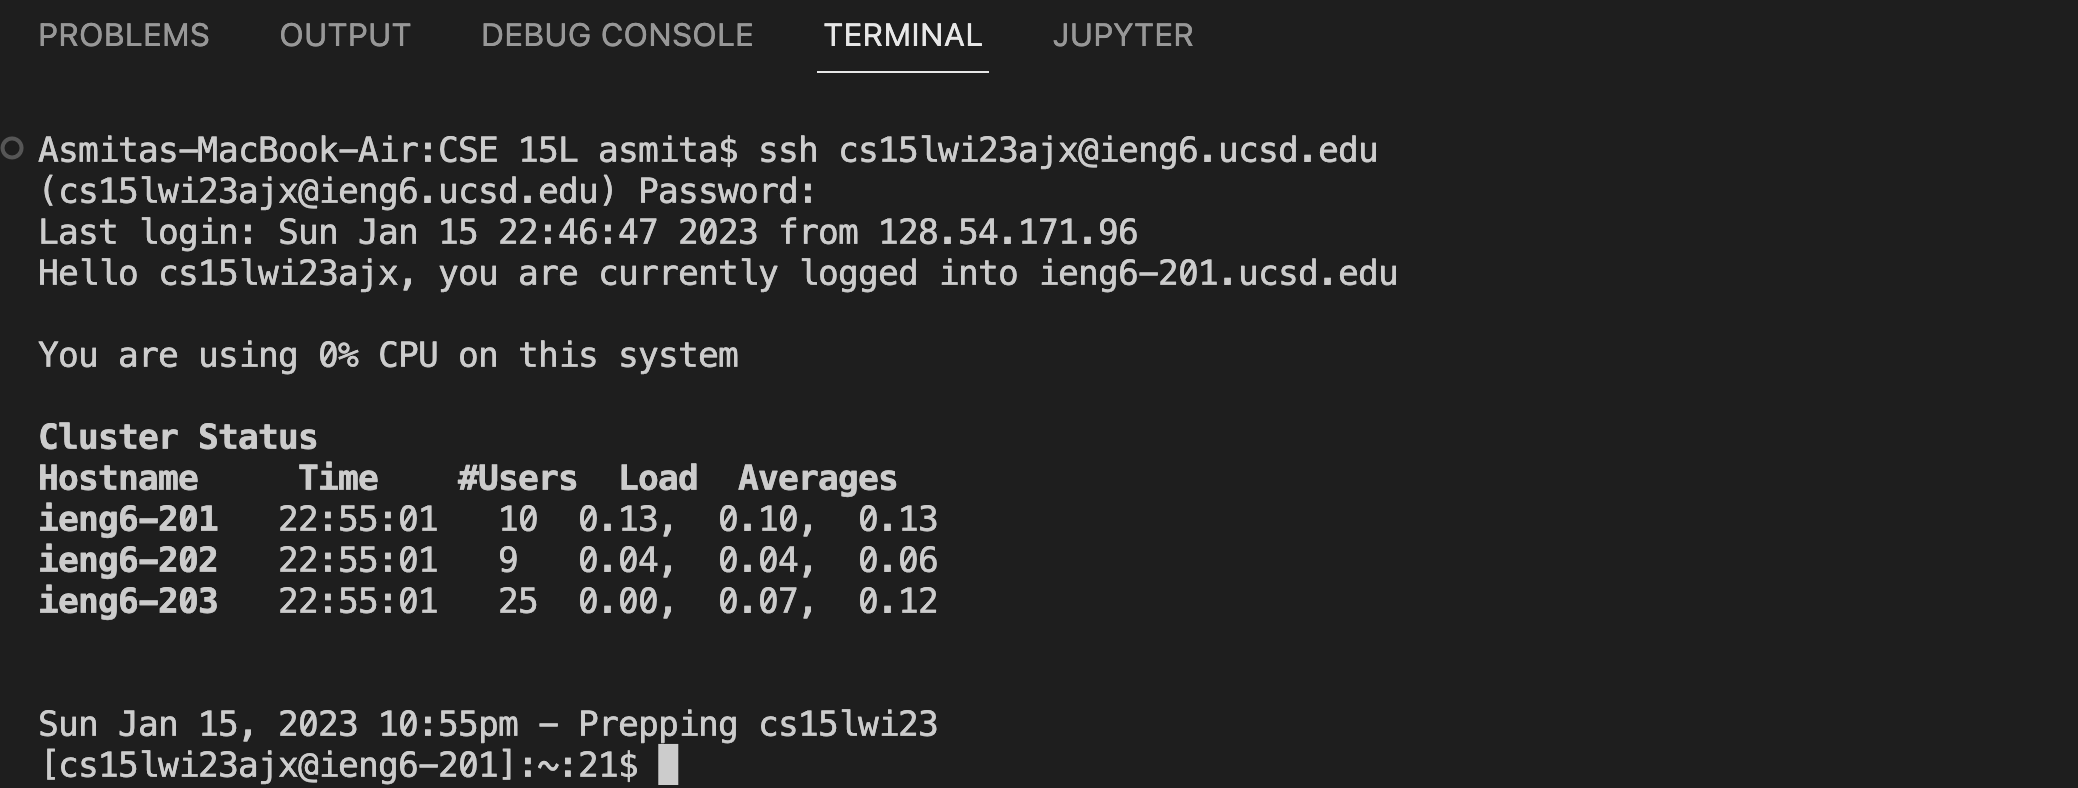 PROBLEMS OUTPUT DEBUG CONSOLE TERMINAL JUPYTER
Asmitas-MacBook-Air:CSE 15L asmita$ ssh cs15lwi23ajx@ieng6.ucsd.edu
(cs15lwi23ajx@ieng6.ucsd.edu) Password:
Last login: Sun Jan 15 22:46:47 2023 from 128.54.171.96
Hello cs15lwi23ajx, you are currently logged into ieng6-201.ucsd.edu
You are using 0% CPU on this system
Cluster Status
Hostname     Time    #Users  Load  Averages
ieng6-201   22:55:01   10  0.13,  0.10,  0.13
ieng6-202   22:55:01   9   0.04,  0.04,  0.06
ieng6-203   22:55:01   25  0.00,  0.07,  0.12
Sun Jan 15, 2023 10:55pm - Prepping cs15lwi23
[cs15lwi23ajx@ieng6-201]:~:21$